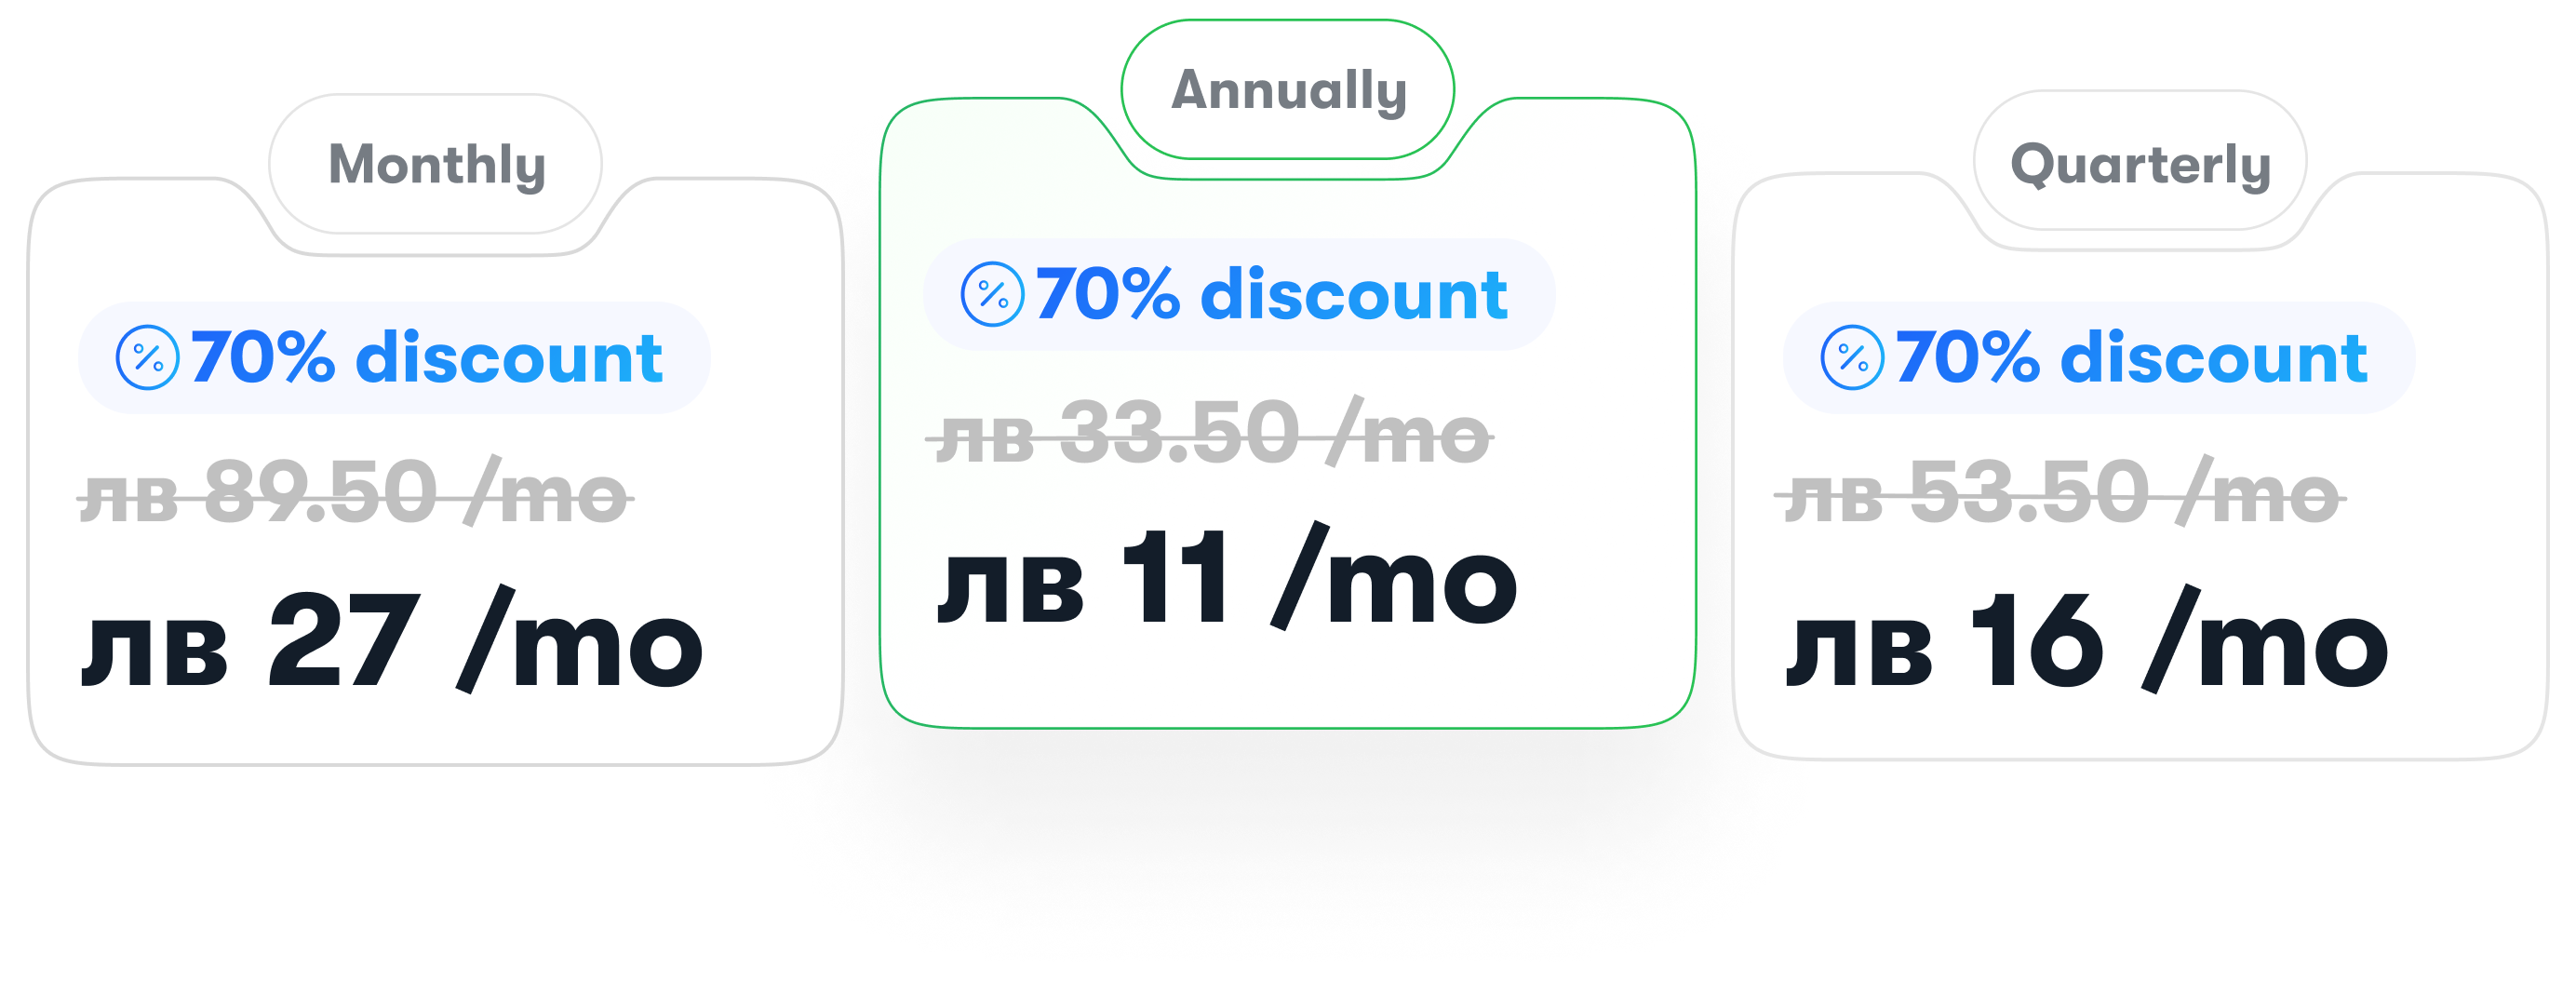 Monthly
70% discount
лв 89.50 /mo
лв 27 /mo
Annually
70% discount
лв 33.50 /mo
лв 11 /mo
Quarterly
70% discount
лв 53.50 /mo
лв 16 /mo